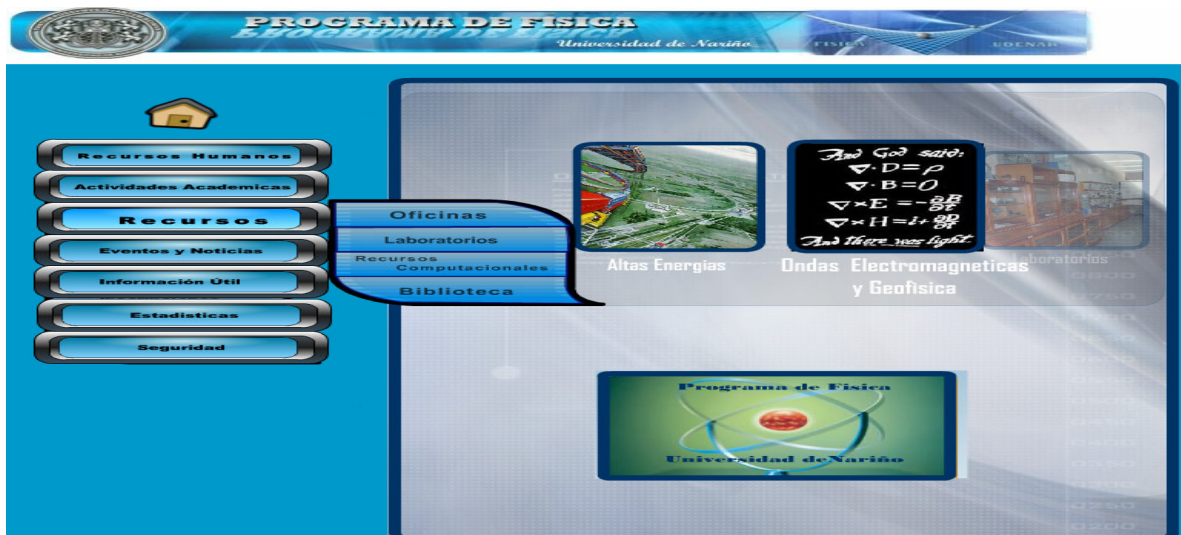 PROGRAMA DE FISICA
Universidad de Nariño
FISICA
UDENAR
Recursos Humanos
Actividades Academicas
Recursos
Eventos y Noticias
Información Útil
Estadisticas
Seguridad
Oficinas
Laboratorios
Recursos
Computacionales
Biblioteca
Altas Energias
And God said:
∇·D=ρ
∇·B=0
∇×E = -∂B/∂t
∇×H=i+ ∂D/∂t
And there was light.
Ondas Electromagneticas
y Geofisica
Laboratorios
Programa de Fisica
Universidad deNariño